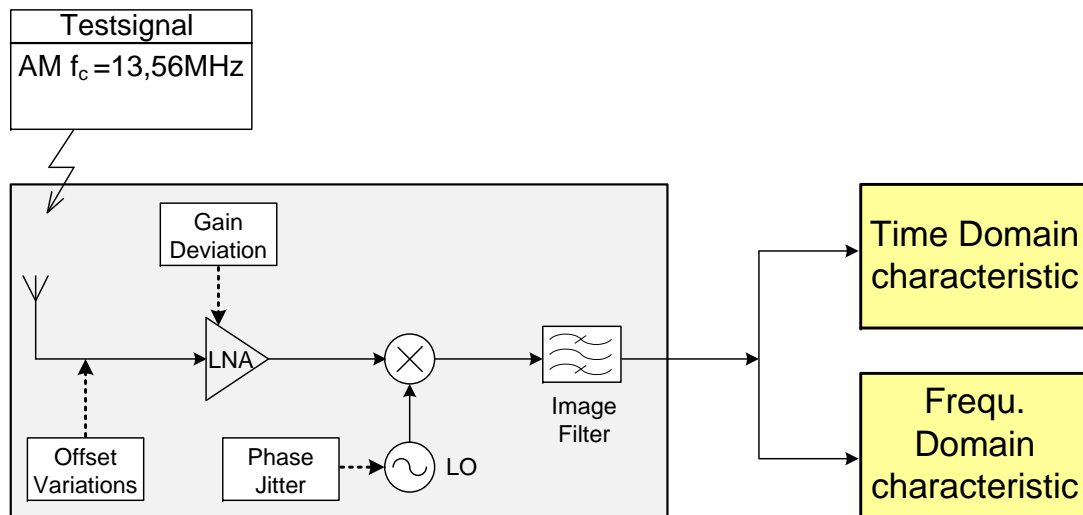 Testsignal
AM fc =13,56MHz
Gain
Deviation
Time Domain
characteristic
LNA
Image
Filter
Offset
Variations
Phase
Jitter
LO
Frequ.
Domain
characteristic